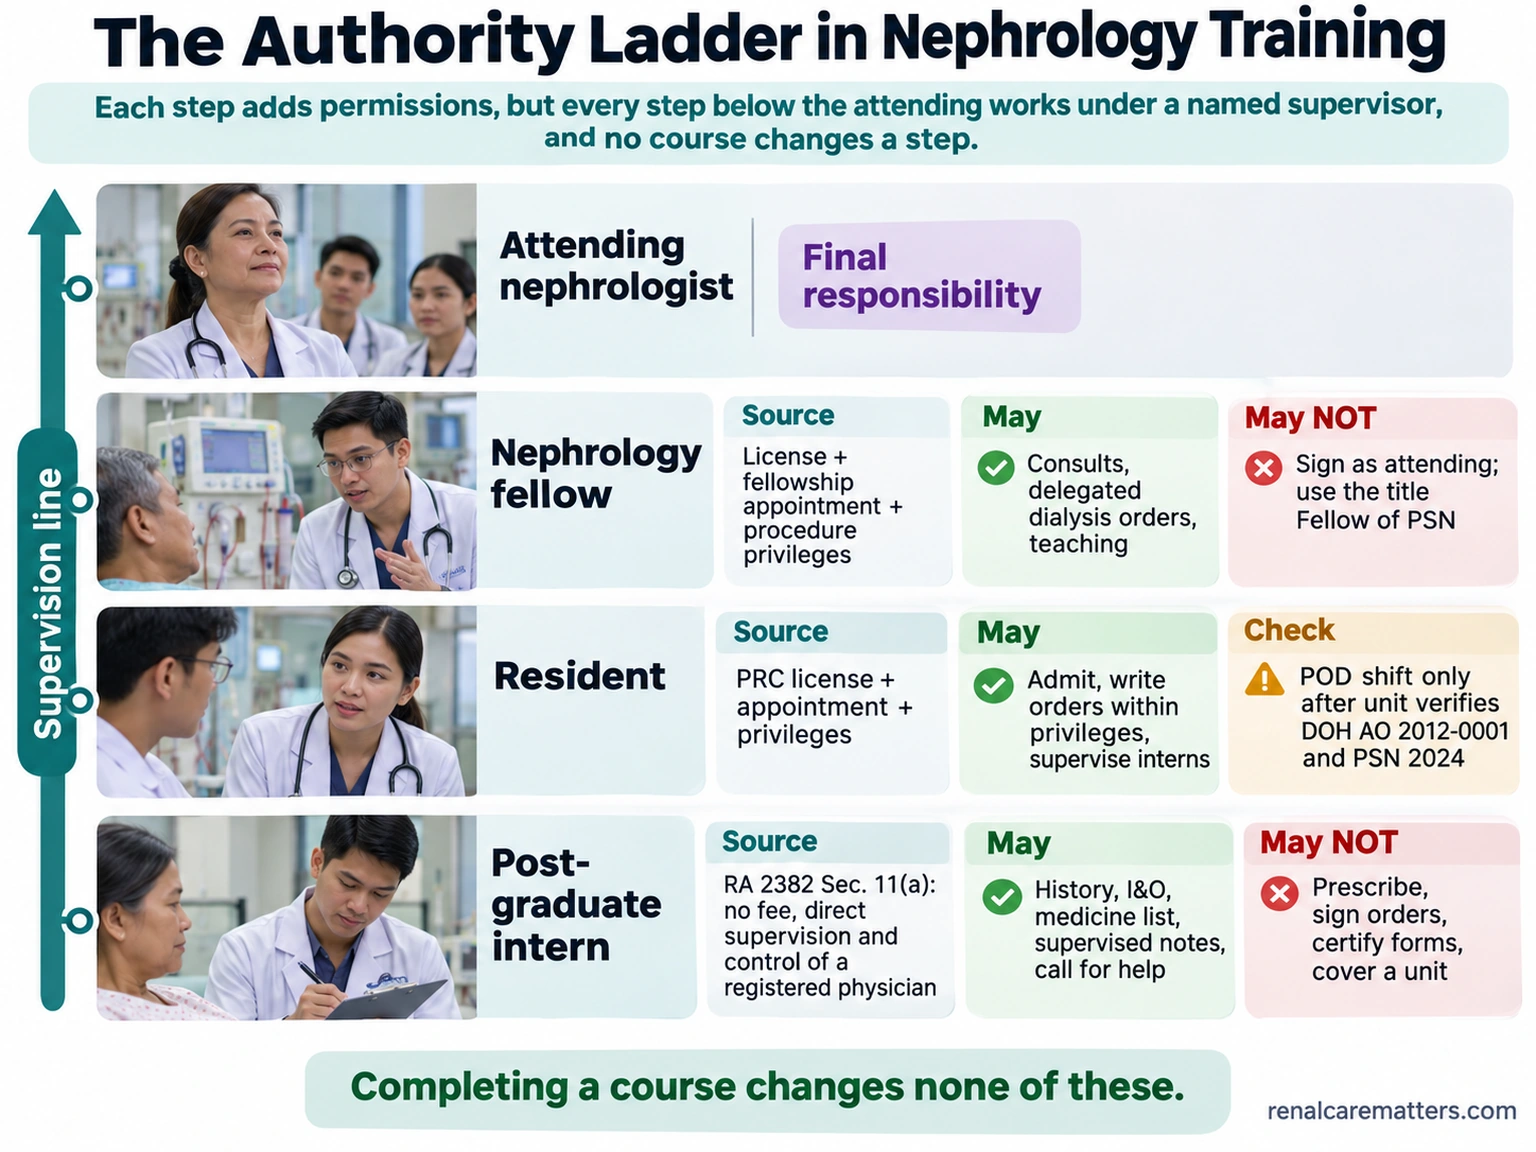 The Authority Ladder in Nephrology Training
Each step adds permissions, but every step below the attending works under a named supervisor,
and no course changes a step.
Supervision line
Attending
nephrologist
Final
responsibility
Nephrology
fellow
Source
License +
fellowship
appointment +
procedure
privileges
May
Consults,
delegated
dialysis orders,
teaching
May NOT
Sign as attending;
use the title
Fellow of PSN
Resident
Source
PRC license +
appointment +
privileges
May
Admit, write
orders within
privileges,
supervise interns
Check
POD shift only
after unit verifies
DOH AO 2012-0001
and PSN 2024
Post-
graduate
intern
Source
RA 2382 Sec. 11(a):
no fee, direct
supervision and
control of a
registered physician
May
History, I&O,
medicine list,
supervised notes,
call for help
May NOT
Prescribe,
sign orders,
certify forms,
cover a unit
Completing a course changes none of these.
renalcarematters.com